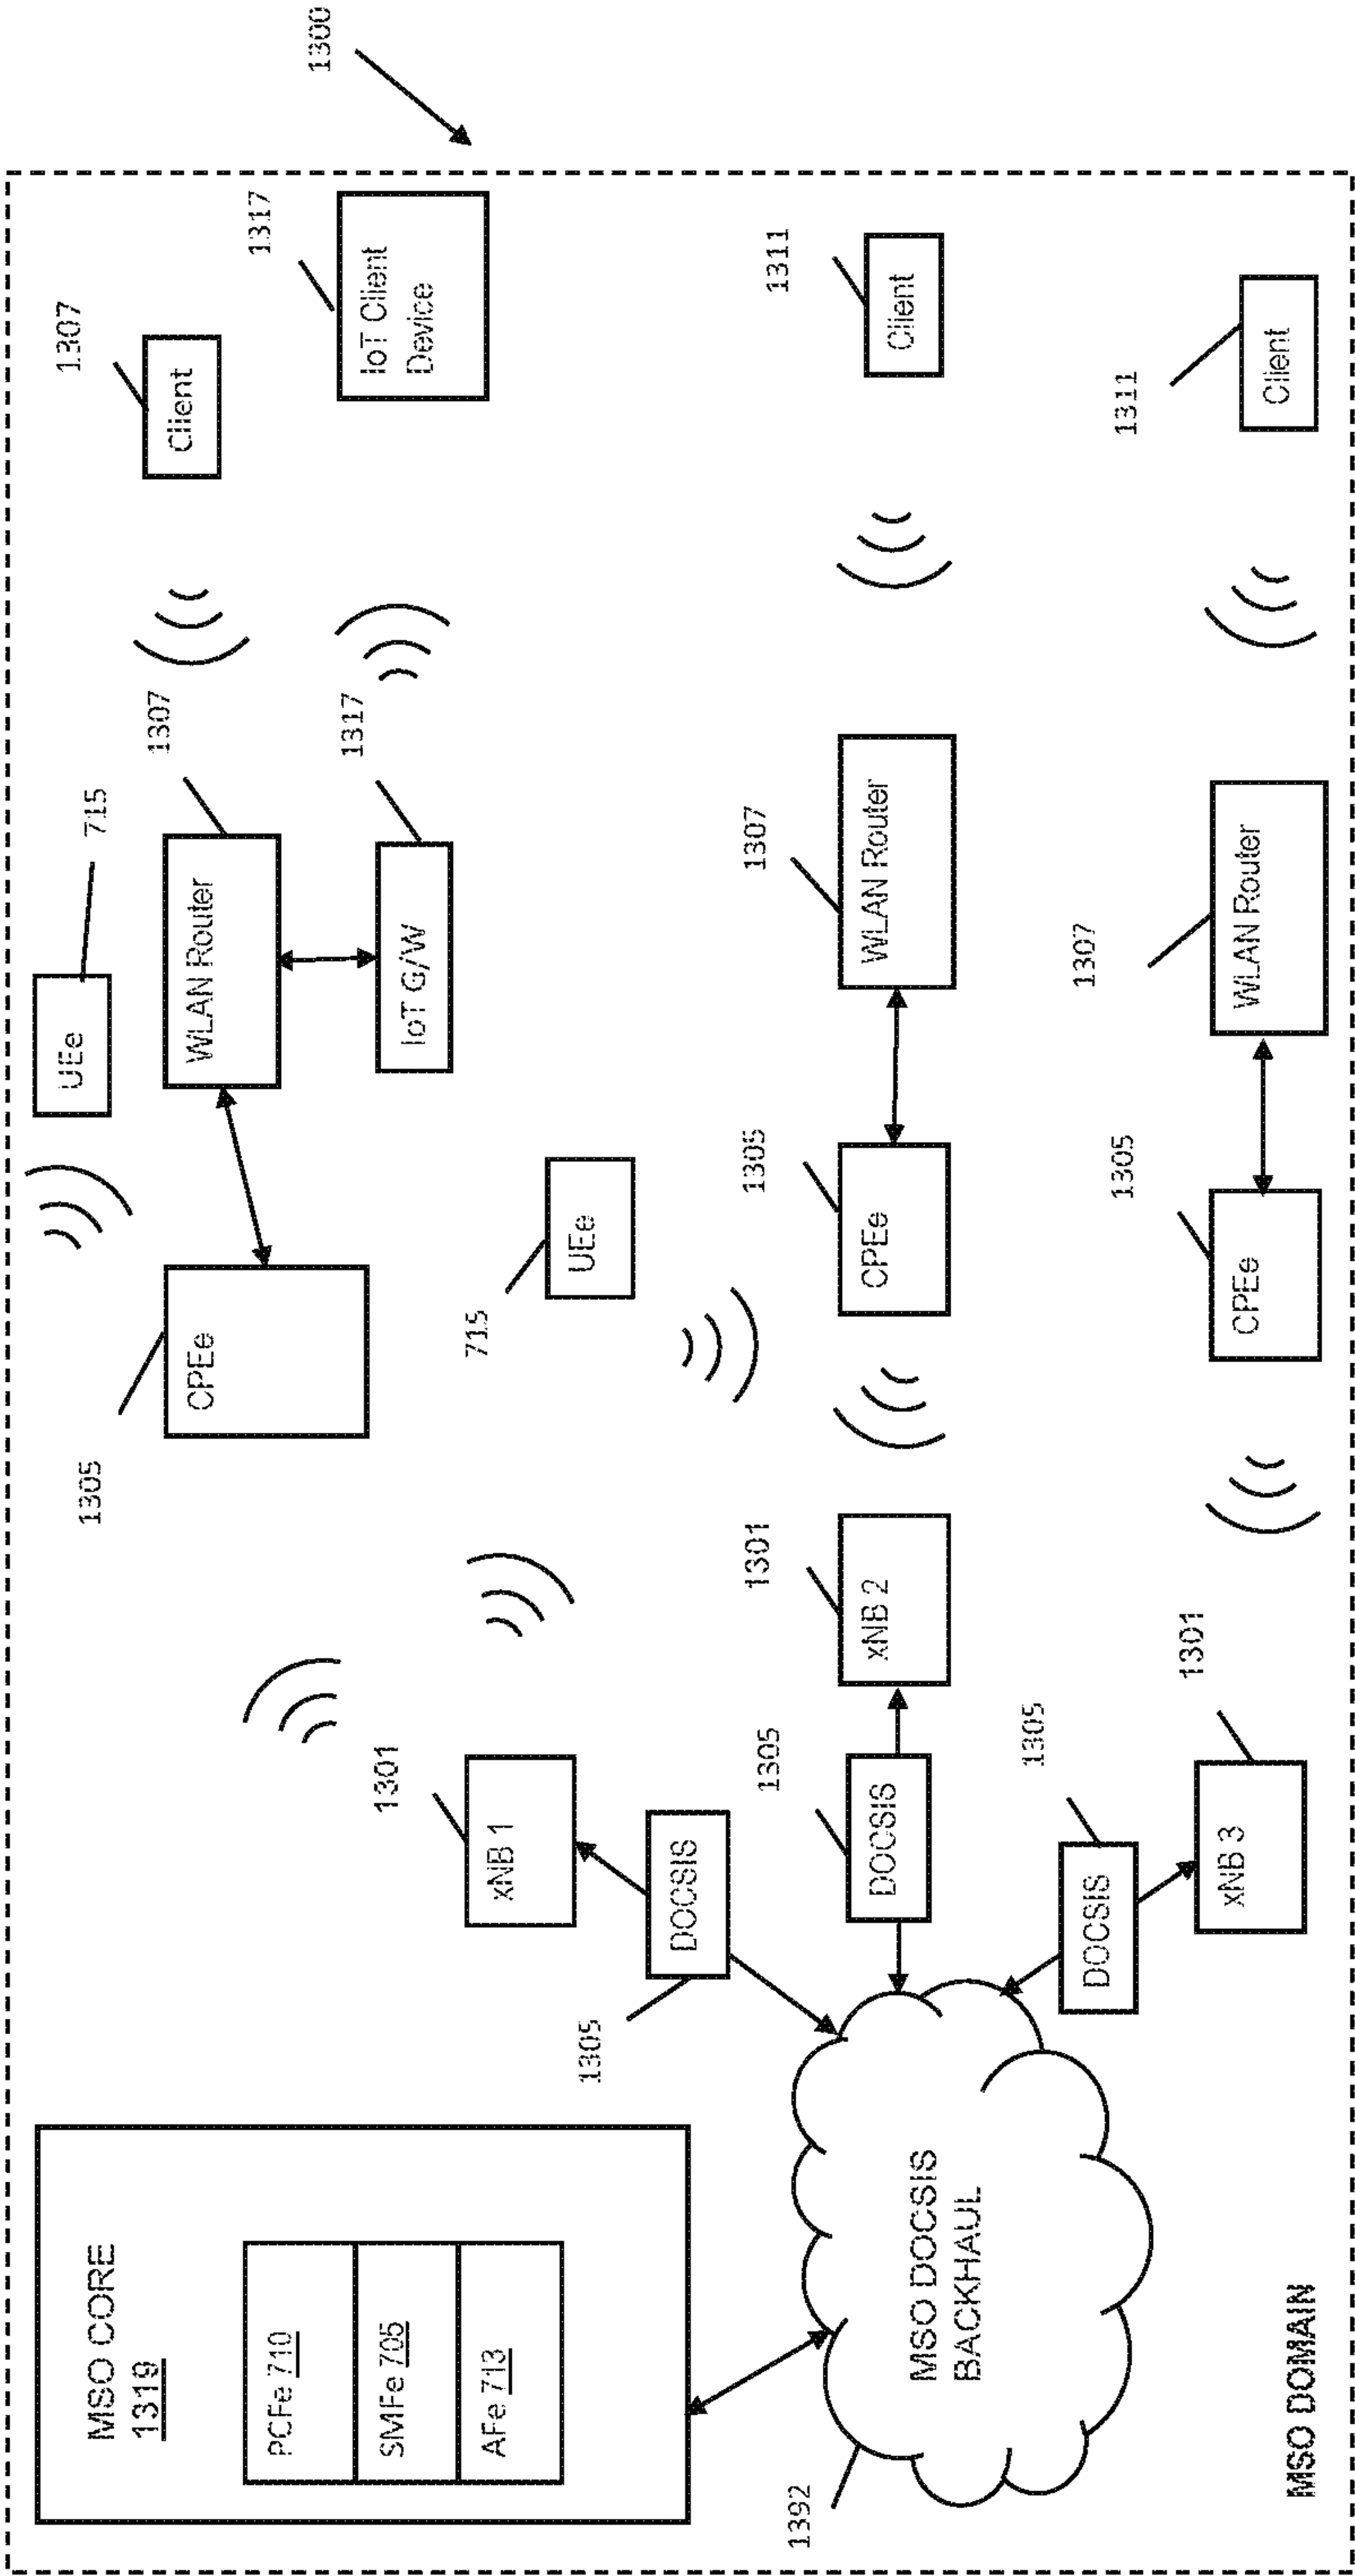 1300
MSO CORE
1319
PCFe 710
SMFe 705
AFe 713
1392
MSO DOCSIS
BACKHAUL
1305
DOCSIS
1301
xNB 1
1305
DOCSIS
1301
xNB 2
1305
DOCSIS
1301
xNB 3
1305
CPEe
715
UEe
1307
WLAN Router
1317
IoT G/W
1307
Client
1317
IoT Client
Device
715
UEe
1305
CPEe
1307
WLAN Router
1311
Client
1305
CPEe
1307
WLAN Router
1311
Client
MSO DOMAIN